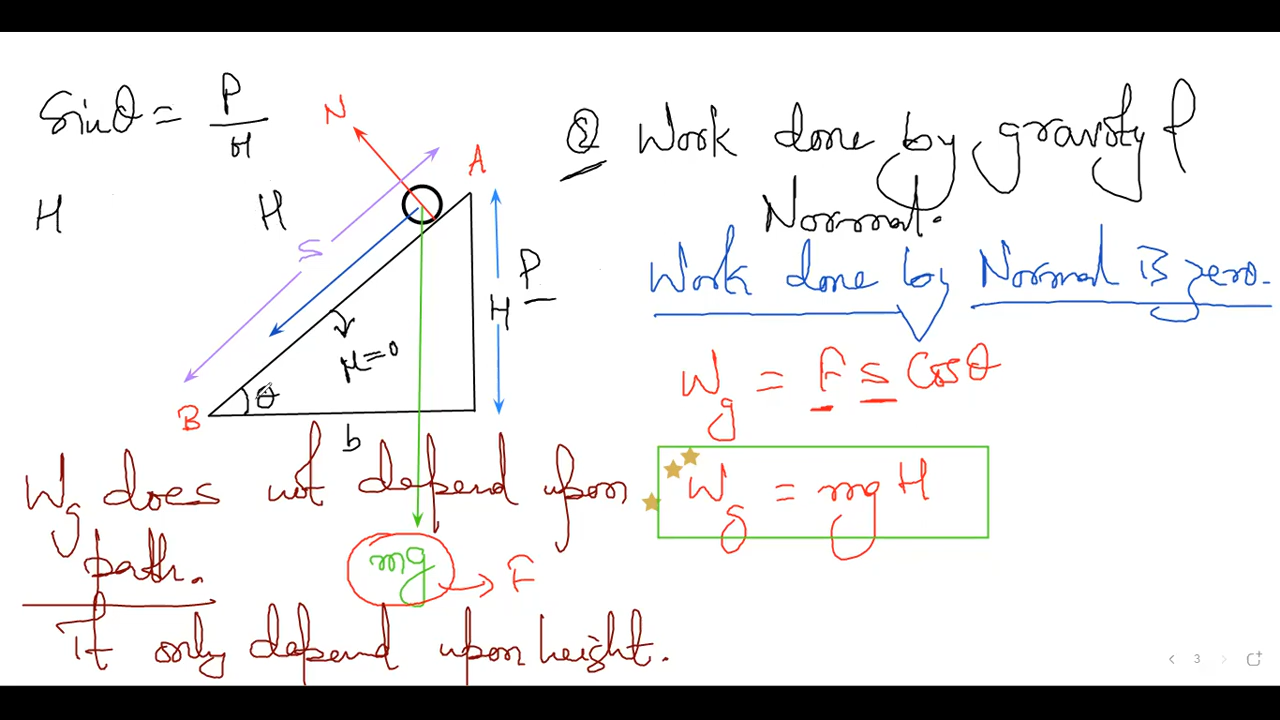 Sinθ = P/H
H H
N
A
S
P
H
μ=0
θ
B
b
mg → F
Q Work done by gravity &
Normal.
Work done by Normal is zero.
Wg = F S Cosθ
Wg = mg H
Wg does not depend upon
path.
It only depend upon height.
3